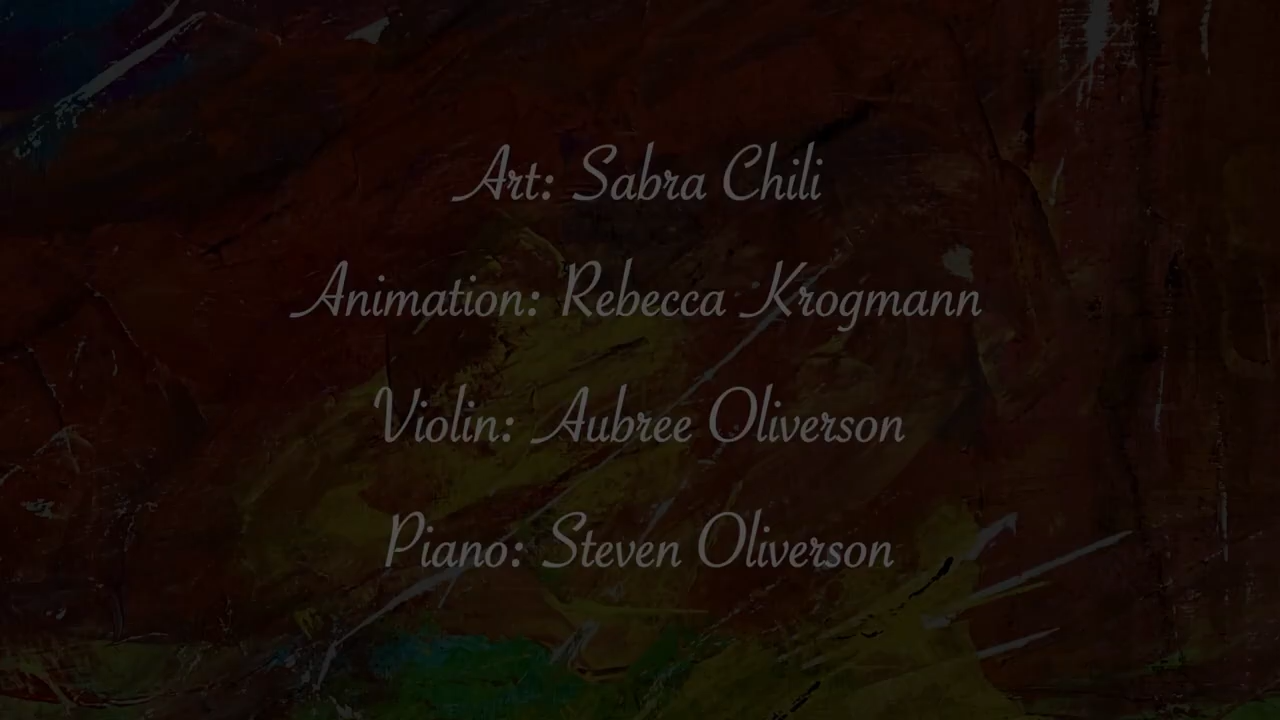 Art: Sabra Chili
Animation: Rebecca Krogmann
Violin: Aubree Oliverson
Piano: Steven Oliverson